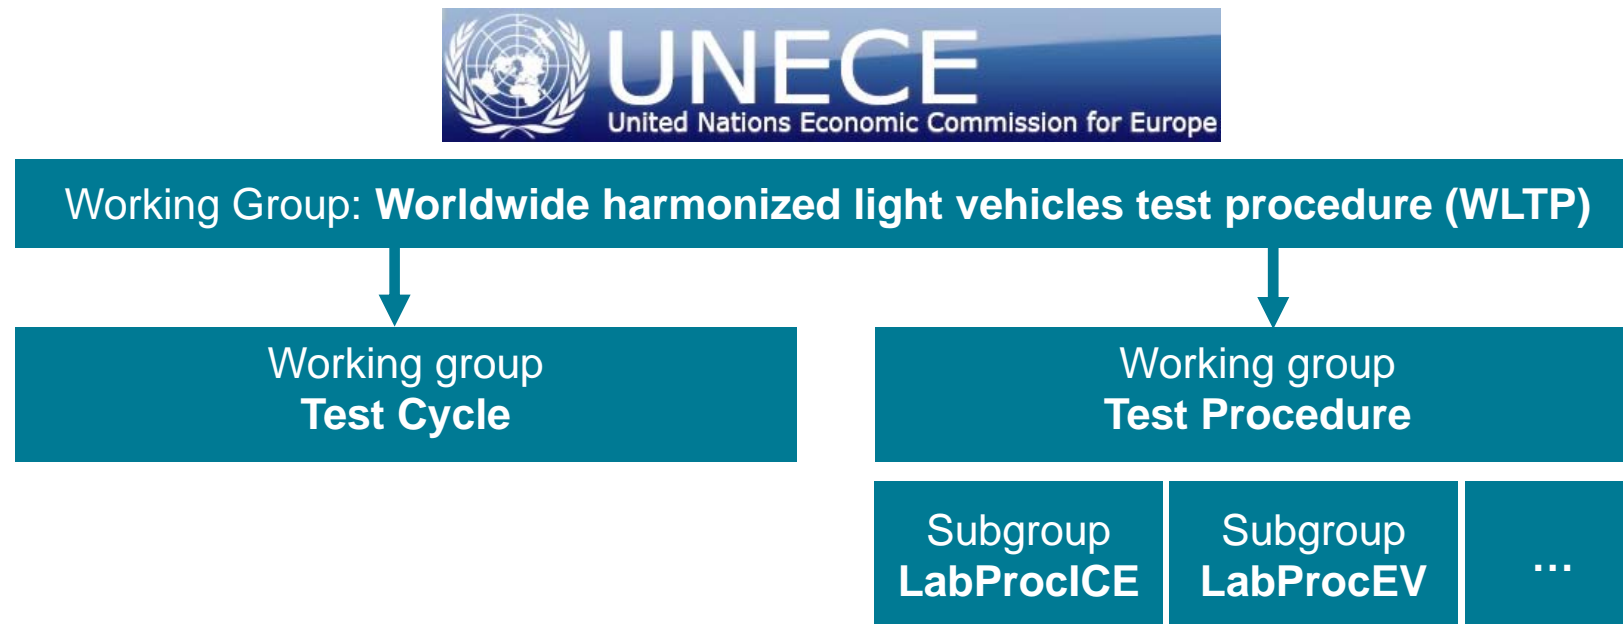 UNECE
United Nations Economic Commission for Europe
Working Group: Worldwide harmonized light vehicles test procedure (WLTP)
Working group
Test Cycle
Working group
Test Procedure
Subgroup
LabProcICE
Subgroup
LabProcEV
...